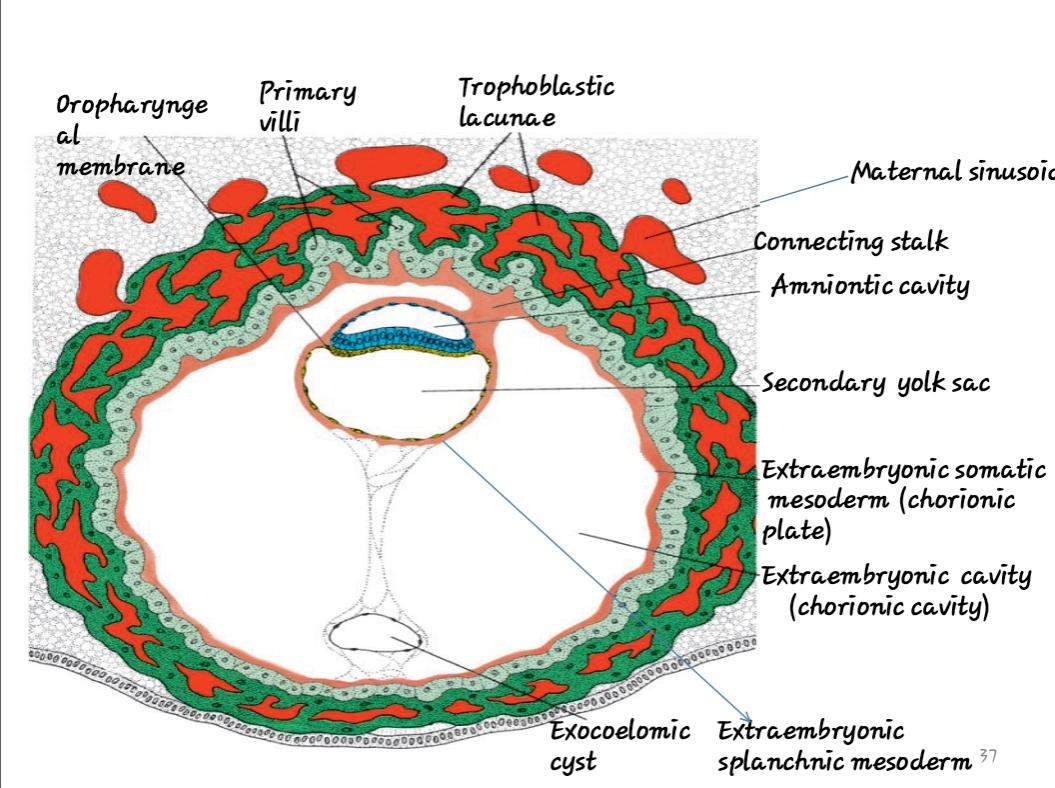 Oropharynge
al
membrane
Primary
villi
Trophoblastic
lacunae
Maternal sinusoid
Connecting stalk
Amniontic cavity
Secondary yolk sac
Extraembryonic somatic
mesoderm (chorionic
plate)
Extraembryonic cavity
(chorionic cavity)
Exocoelomic
cyst
Extraembryonic
splanchnic mesoderm
37